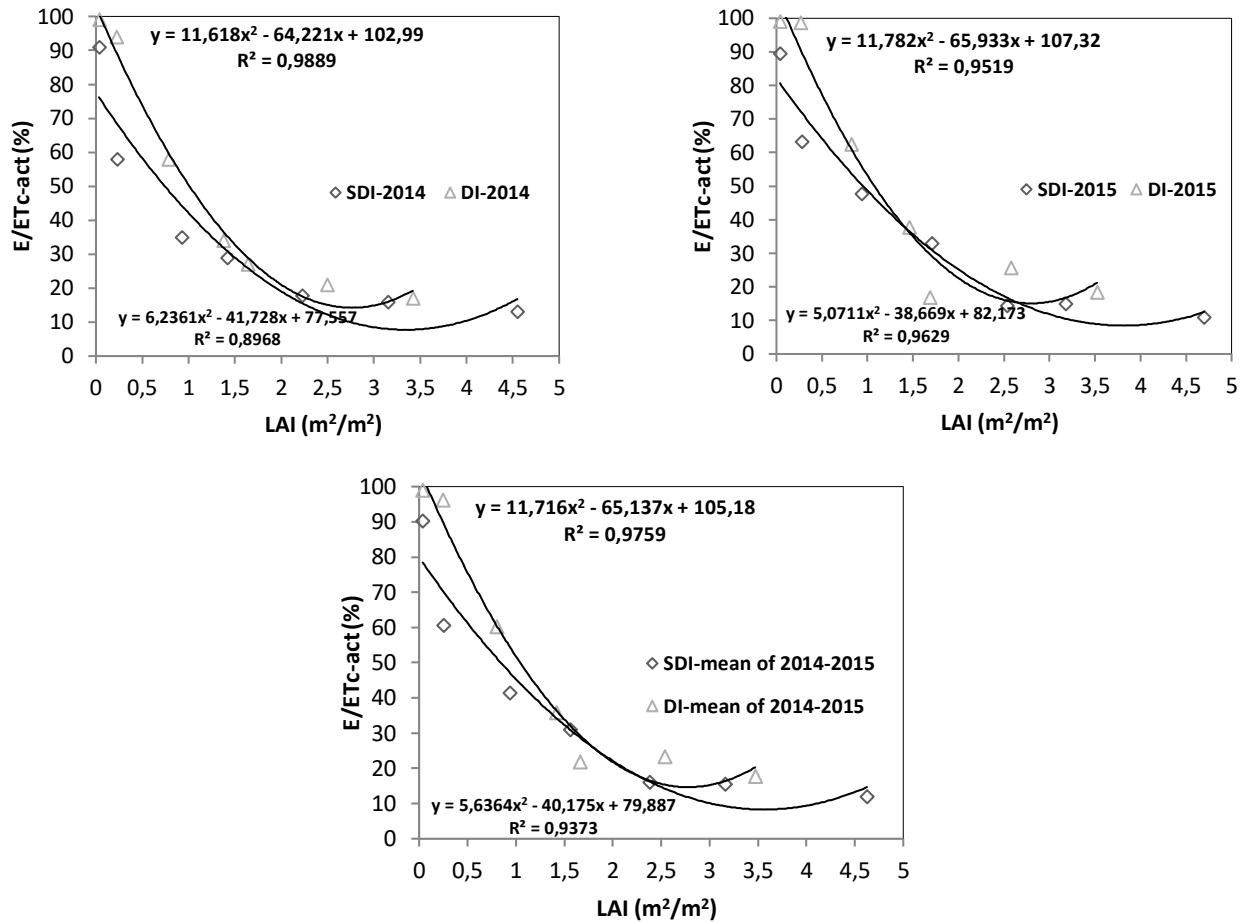 100
90
80
70
60
50
40
30
20
10
0
E/ETc-act (%)
y = 11,618x² - 64,221x + 102,99
R² = 0,9889
SDI-2014 DI-2014
y = 6,2361x² - 41,728x + 77,557
R² = 0,8968
0 0,5 1 1,5 2 2,5 3 3,5 4 4,5 5
LAI (m²/m²)
100
90
80
70
60
50
40
30
20
10
0
E/ETc-act (%)
y = 11,782x² - 65,933x + 107,32
R² = 0,9519
SDI-2015 DI-2015
y = 5,0711x² - 38,669x + 82,173
R² = 0,9629
0 0,5 1 1,5 2 2,5 3 3,5 4 4,5 5
LAI (m²/m²)
100
90
80
70
60
50
40
30
20
10
0
E/ETc-act (%)
y = 11,716x² - 65,137x + 105,18
R² = 0,9759
SDI-mean of 2014-2015
DI-mean of 2014-2015
y = 5,6364x² - 40,175x + 79,887
R² = 0,9373
0 0,5 1 1,5 2 2,5 3 3,5 4 4,5 5
LAI (m²/m²)